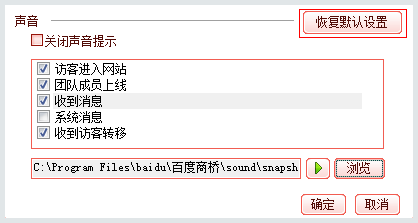 声音
恢复默认设置
关闭声音提示
访客进入网站
团队成员上线
收到消息
系统消息
收到访客转移
C:\Program Files\baidu\百度商桥\sound\snapsh
浏览
确定
取消